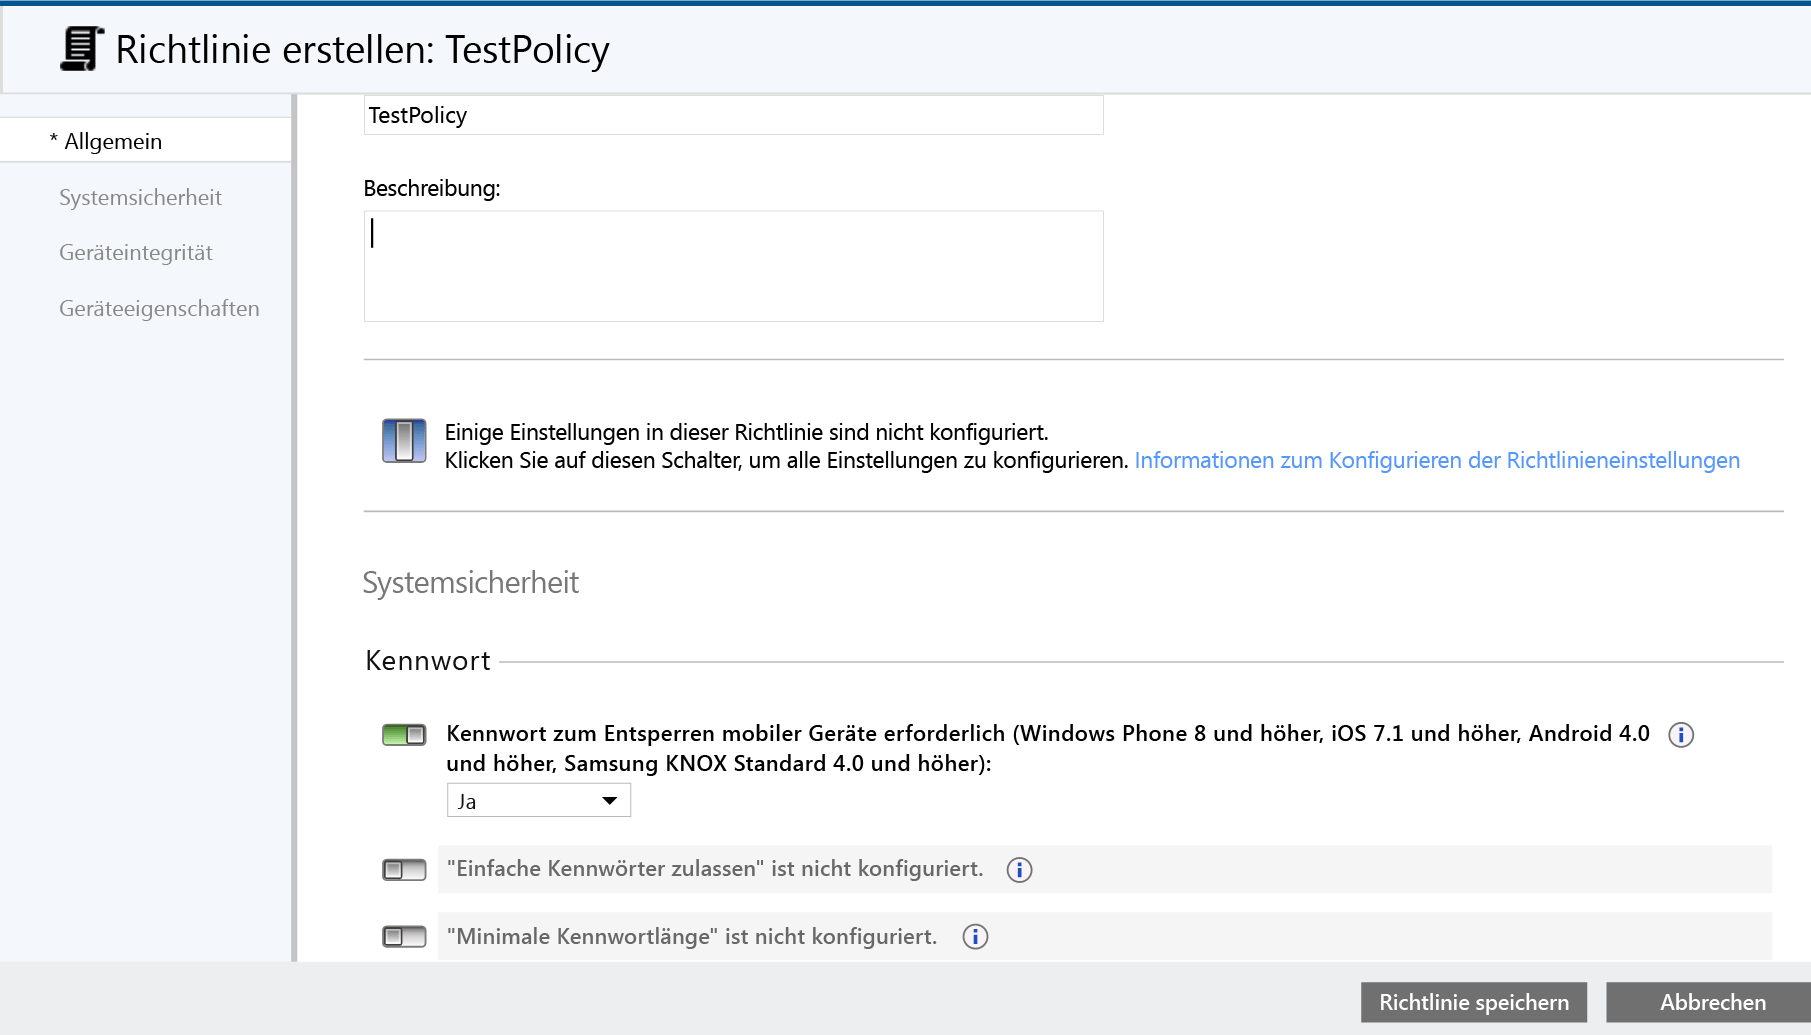 Richtlinie erstellen: TestPolicy
* Allgemein
Systemsicherheit
Geräteintegrität
Geräteeigenschaften
TestPolicy
Beschreibung:
Einige Einstellungen in dieser Richtlinie sind nicht konfiguriert.
Klicken Sie auf diesen Schalter, um alle Einstellungen zu konfigurieren. Informationen zum Konfigurieren der Richtlinieneinstellungen
Systemsicherheit
Kennwort
Kennwort zum Entsperren mobiler Geräte erforderlich (Windows Phone 8 und höher, iOS 7.1 und höher, Android 4.0
und höher, Samsung KNOX Standard 4.0 und höher):
Ja
"Einfache Kennwörter zulassen" ist nicht konfiguriert.
"Minimale Kennwortlänge" ist nicht konfiguriert.
Richtlinie speichern
Abbrechen